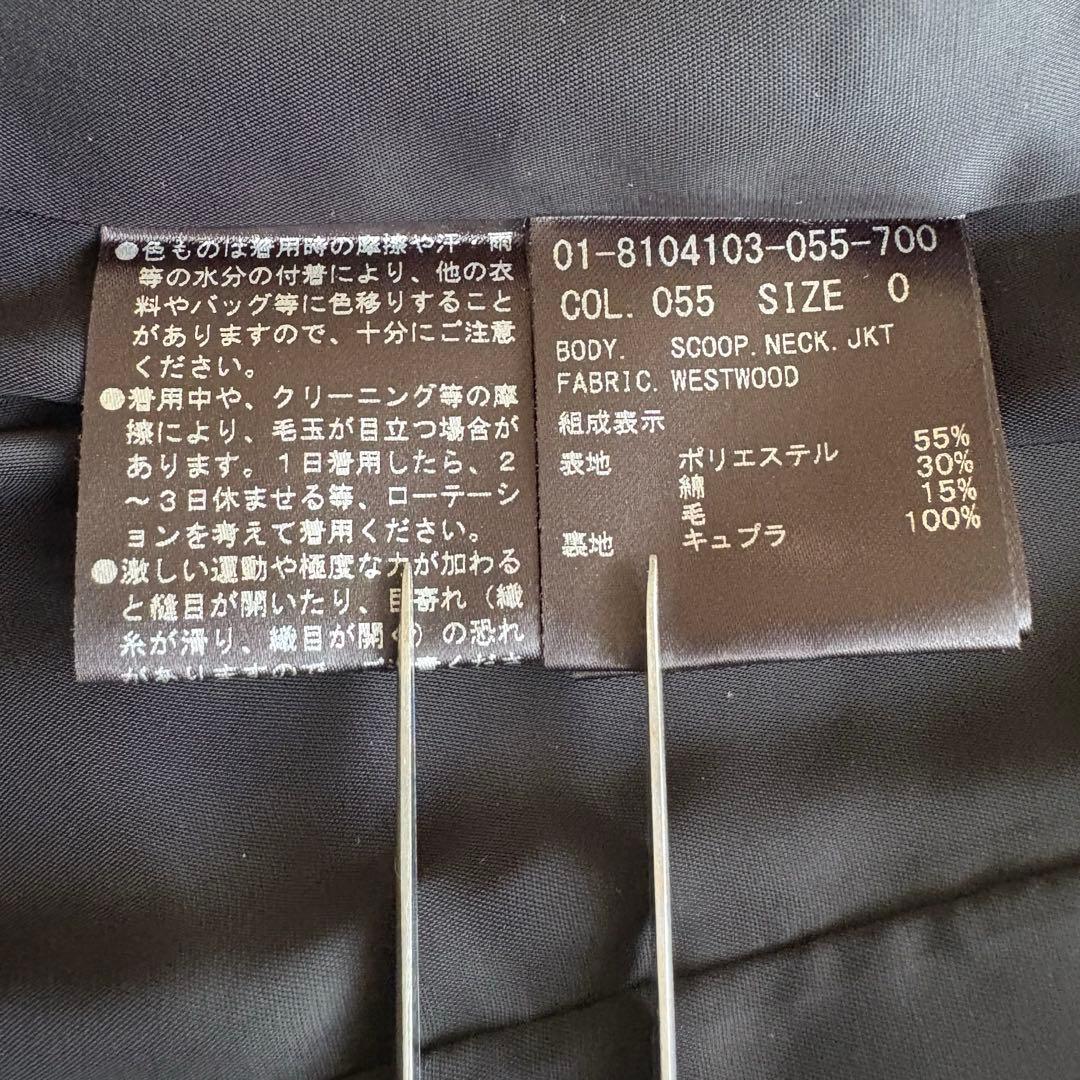 ●色ものは着用時の摩擦や汗・雨
等の水分の付着により、他の衣
料やバッグ等に色移りすること
がありますので、十分にご注意
ください。
●着用中や、クリーニング等の摩
擦により、毛玉が目立つ場合が
あります。1日着用したら、2
～3日休ませる等、ローテーシ
ョンを考えて着用ください。
●激しい運動や極度な力が加わる
と縫目が開いたり、目寄れ（織
糸が滑り、織目が開く）の恐れ
がありますので、
01-8104103-055-700
COL. 055 SIZE 0
BODY. SCOOP.NECK.JKT
FABRIC. WESTWOOD
組成表示
表地 ポリエステル 55%
綿 30%
毛 15%
裏地 キュプラ 100%